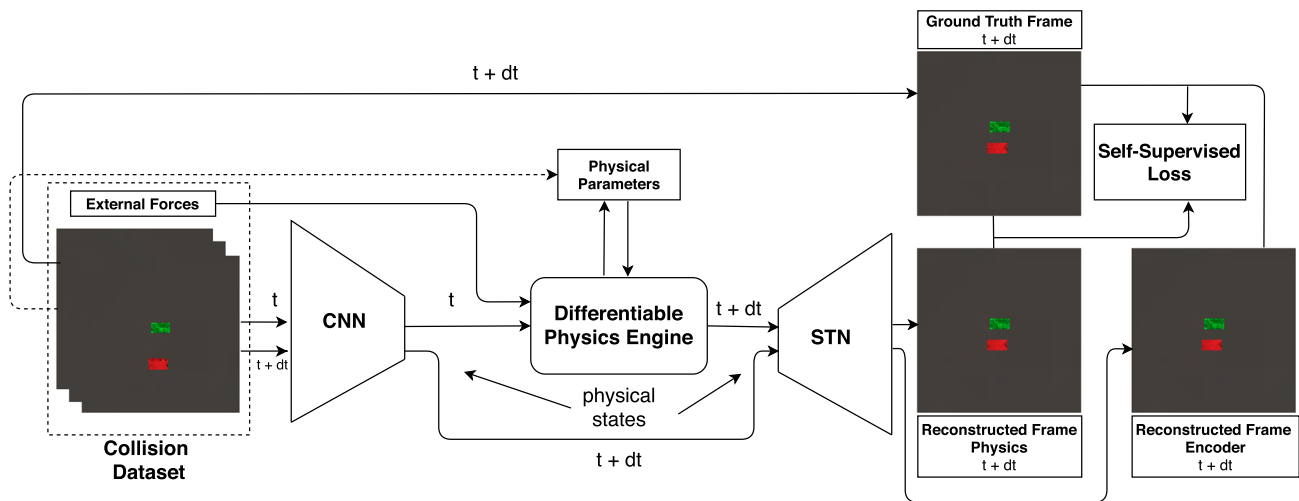 Ground Truth Frame
t + dt
t + dt
Self-Supervised
Loss
Physical
Parameters
External Forces
t
t + dt
CNN
t
Differentiable
Physics Engine
t + dt
STN
physical
states
t + dt
Collision
Dataset
Reconstructed Frame
Physics
t + dt
Reconstructed Frame
Encoder
t + dt